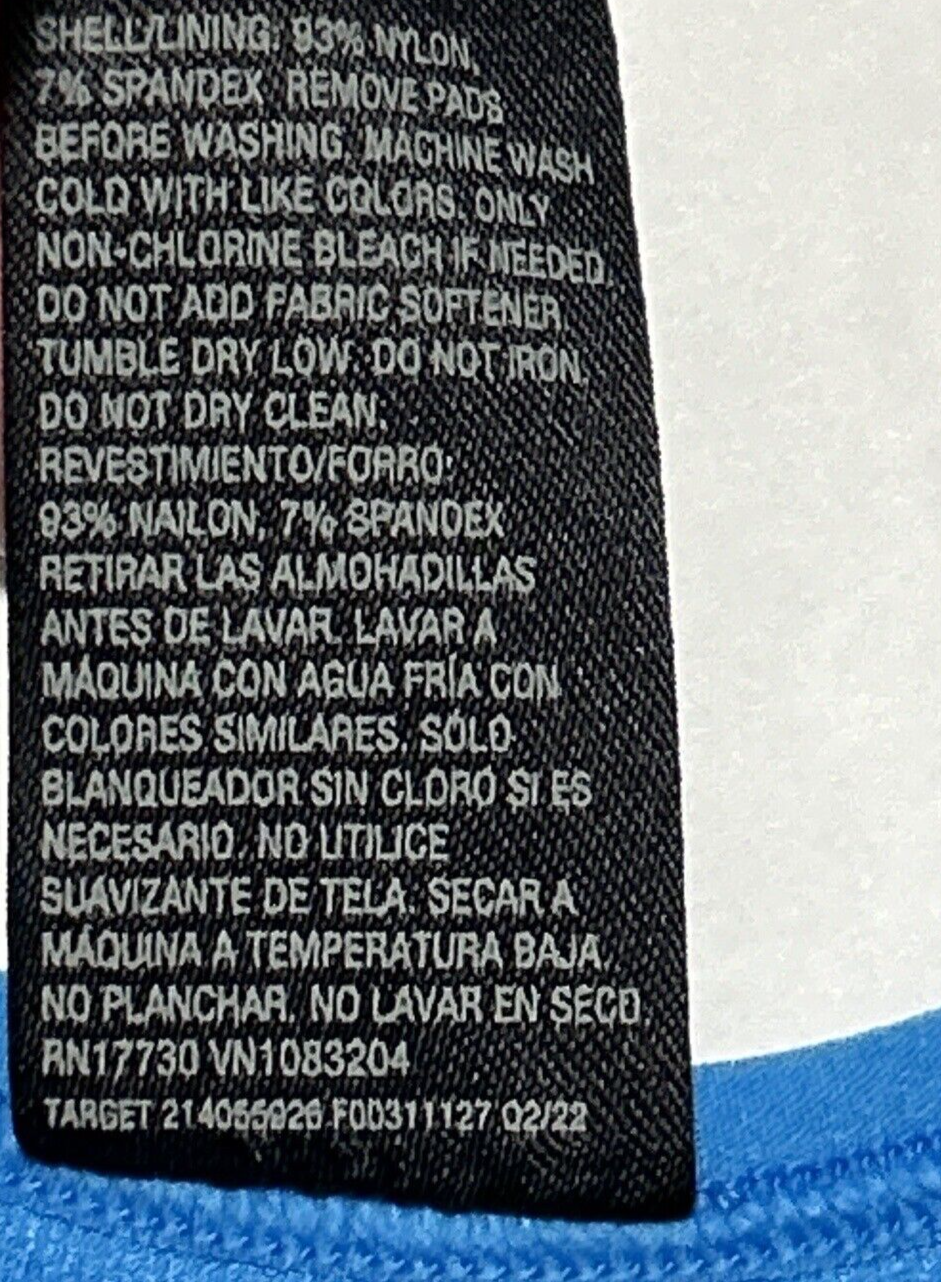 SHELL/LINING: 93% NYLON,
7% SPANDEX. REMOVE PADS
BEFORE WASHING. MACHINE WASH
COLD WITH LIKE COLORS. ONLY
NON-CHLORINE BLEACH IF NEEDED.
DO NOT ADD FABRIC SOFTENER.
TUMBLE DRY LOW. DO NOT IRON.
DO NOT DRY CLEAN.
REVESTIMIENTO/FORRO:
93% NAILON, 7% SPANDEX
RETIRAR LAS ALMOHADILLAS
ANTES DE LAVAR. LAVAR A
MÁQUINA CON AGUA FRÍA CON
COLORES SIMILARES. SÓLO
BLANQUEADOR SIN CLORO SI ES
NECESARIO. NO UTILICE
SUAVIZANTE DE TELA. SECAR A
MÁQUINA A TEMPERATURA BAJA.
NO PLANCHAR. NO LAVAR EN SECO.
RN17730 VN1083204
TARGET F00311127 02/22